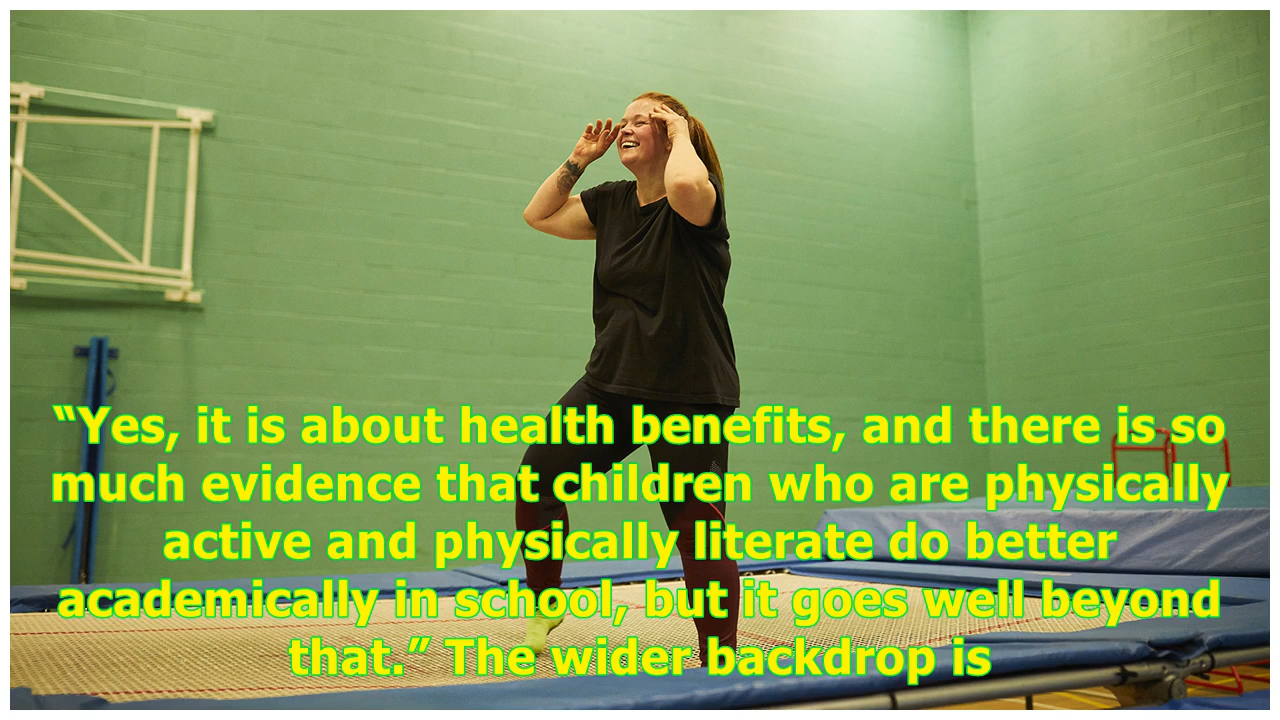 “Yes, it is about health benefits, and there is so
much evidence that children who are physically
active and physically literate do better
academically in school, but it goes well beyond
that.” The wider backdrop is